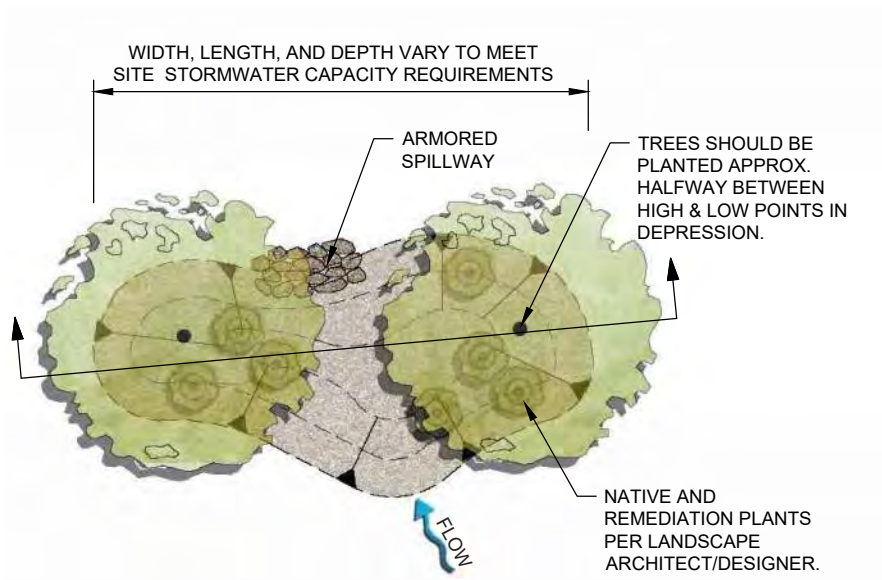 WIDTH, LENGTH, AND DEPTH VARY TO MEET
SITE STORMWATER CAPACITY REQUIREMENTS
ARMORED
SPILLWAY
TREES SHOULD BE
PLANTED APPROX.
HALFWAY BETWEEN
HIGH & LOW POINTS IN
DEPRESSION.
NATIVE AND
REMEDIATION PLANTS
PER LANDSCAPE
ARCHITECT/DESIGNER.
FLOW